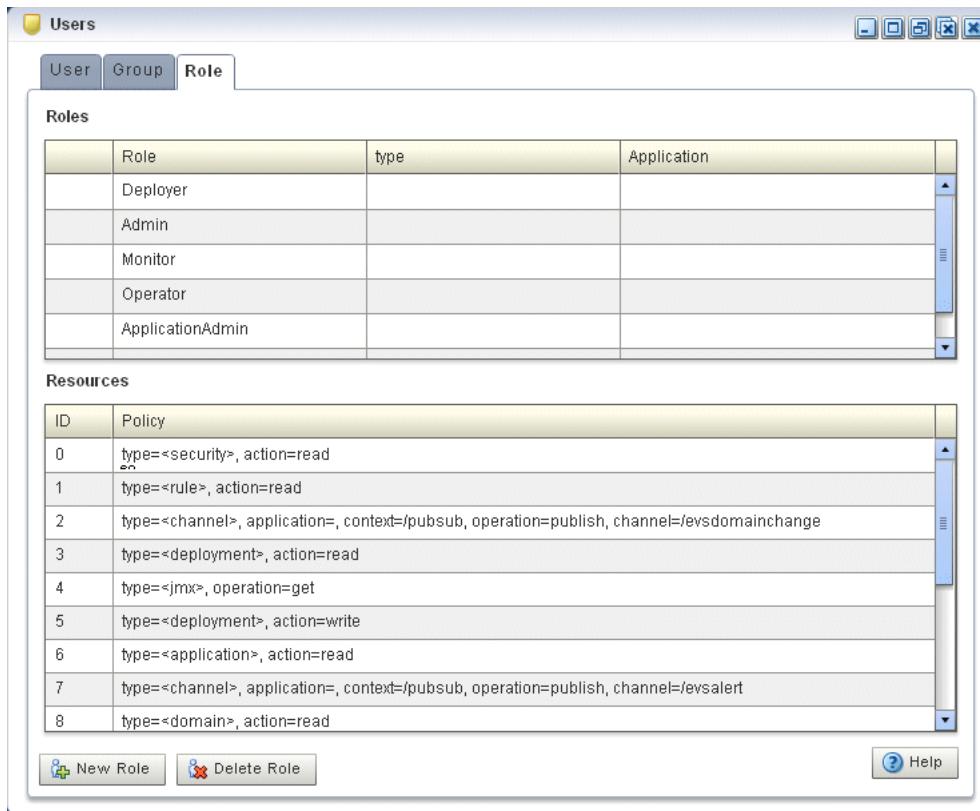 Users
User Group Role
Roles
Role type Application
Deployer
Admin
Monitor
Operator
ApplicationAdmin
Resources
ID Policy
0 type=<security>, action=read
1 type=<rule>, action=read
2 type=<channel>, application=, context=/pubsub, operation=publish, channel=/evsdomainchange
3 type=<deployment>, action=read
4 type=<jmx>, operation=get
5 type=<deployment>, action=write
6 type=<application>, action=read
7 type=<channel>, application=, context=/pubsub, operation=publish, channel=/evsalert
8 type=<domain>, action=read
New Role Delete Role Help